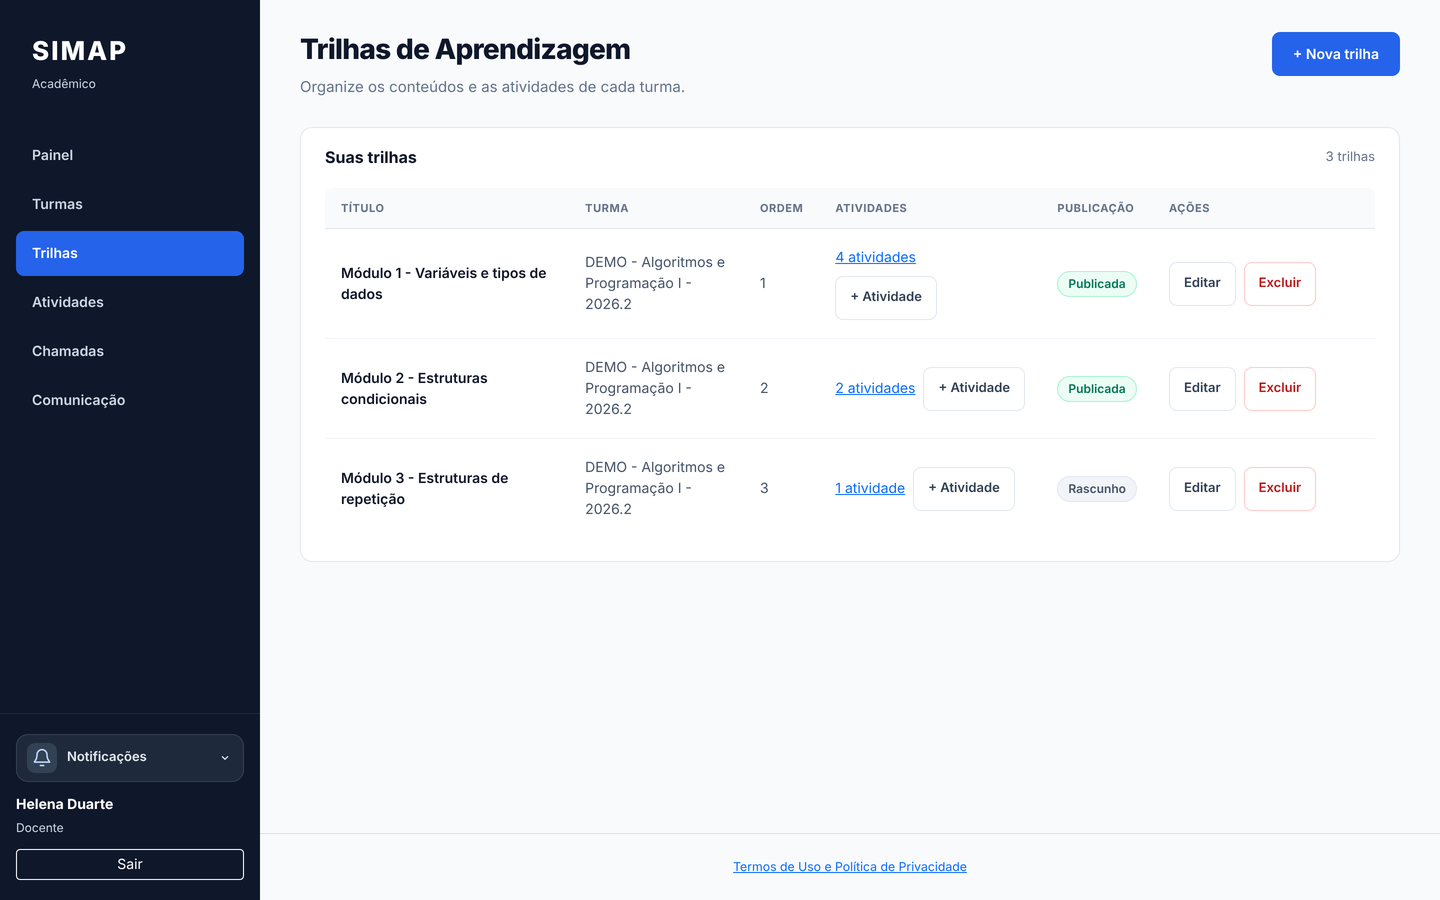 SIMAP
Acadêmico
Painel
Turmas
Trilhas
Atividades
Chamadas
Comunicação
Notificações
Helena Duarte
Docente
Sair
Trilhas de Aprendizagem
Organize os conteúdos e as atividades de cada turma.
+ Nova trilha
Suas trilhas
3 trilhas
TÍTULO TURMA ORDEM ATIVIDADES PUBLICAÇÃO AÇÕES
Módulo 1 - Variáveis e tipos de
dados
DEMO - Algoritmos e
Programação I -
2026.2
1
4 atividades
+ Atividade
Publicada
Editar
Excluir
Módulo 2 - Estruturas
condicionais
DEMO - Algoritmos e
Programação I -
2026.2
2
2 atividades
+ Atividade
Publicada
Editar
Excluir
Módulo 3 - Estruturas de
repetição
DEMO - Algoritmos e
Programação I -
2026.2
3
1 atividade
+ Atividade
Rascunho
Editar
Excluir
Termos de Uso e Política de Privacidade